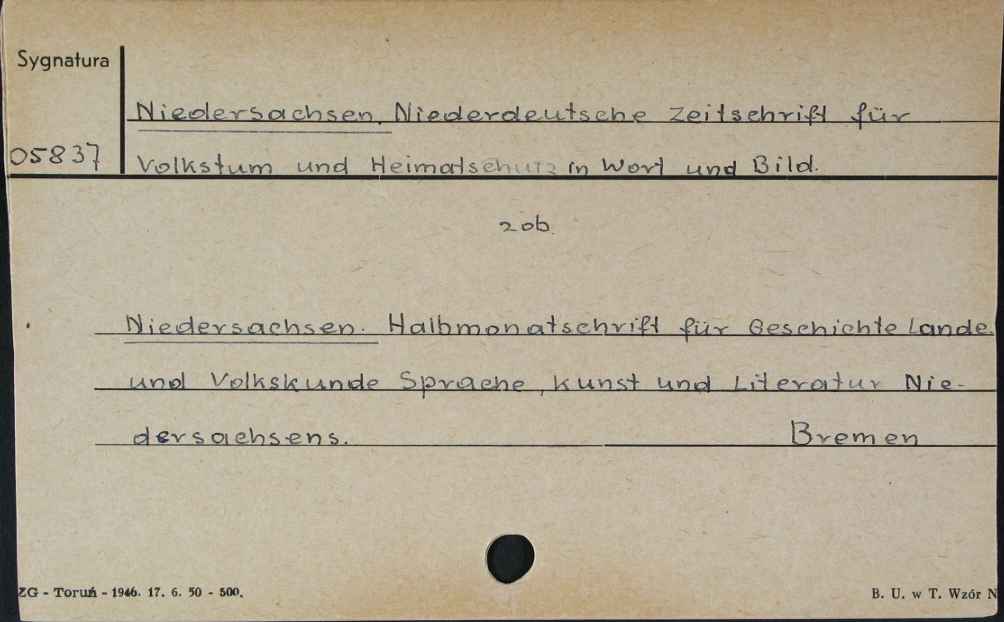 Sygnatura
Niedersachsen. Niederdeutsche Zeitschrift für
05837
Volkstum und Heimatschutz in Wort und Bild.
zob.
Niedersachsen. Halbmonatschrift für Geschichte Lande
und Volkskunde Sprache, Kunst und Literatur Nie-
dersachsens. Bremen
ZG - Toruń - 1946. 17. 6. 50 - 500.
B. U. w T. Wzór N